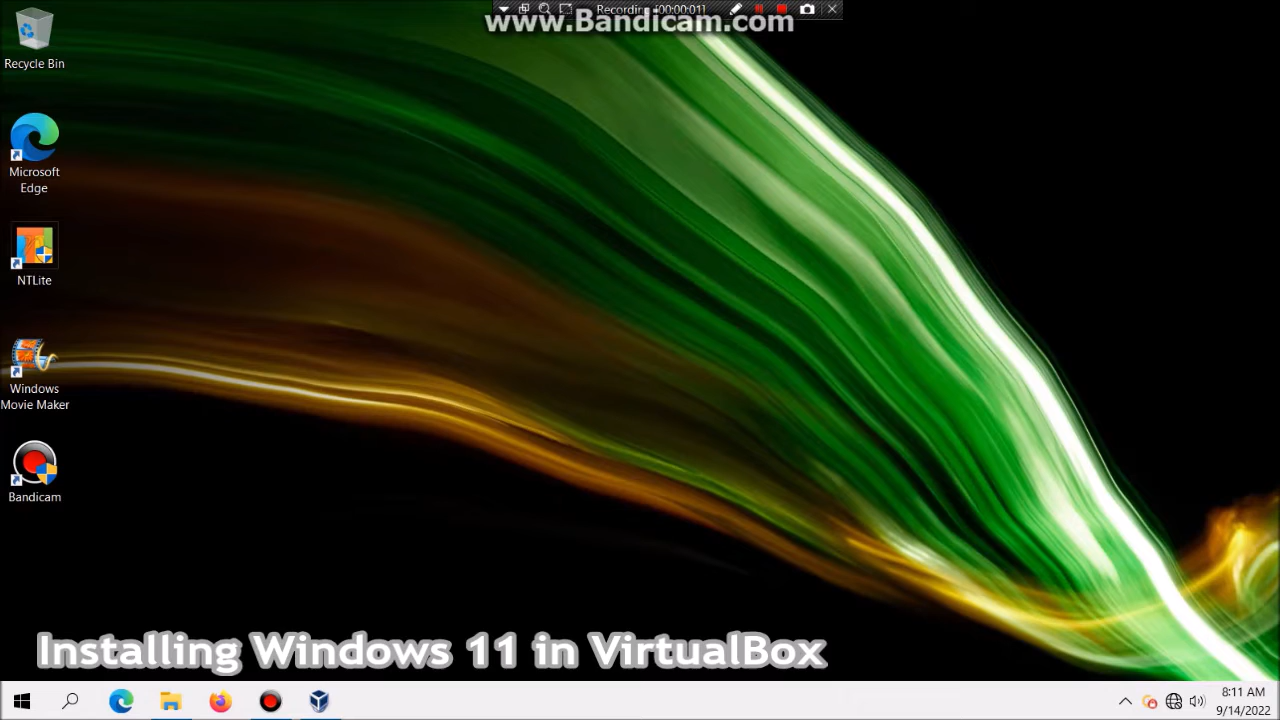 Recording [00:00:01]
www.Bandicam.com
Recycle Bin
Microsoft
Edge
NTLite
Windows
Movie Maker
Bandicam
Installing Windows 11 in VirtualBox
8:11 AM
9/14/2022